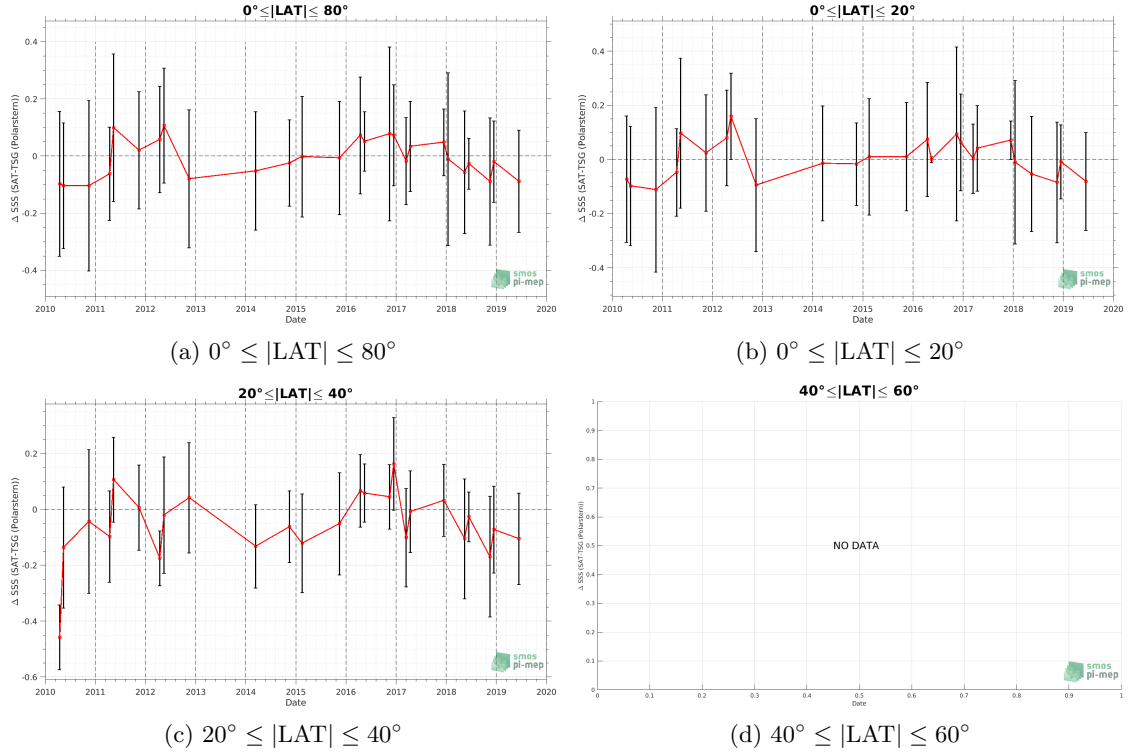 0°≤|LAT|≤ 80°
Δ SSS (SAT-TSG (Polarstern))
0.4
0.2
0
-0.2
-0.4
2010 2011 2012 2013 2014 2015 2016 2017 2018 2019 2020
Date
smos
pi-mep
(a) 0° ≤ |LAT| ≤ 80°
0°≤|LAT|≤ 20°
Δ SSS (SAT-TSG (Polarstern))
0.4
0.2
0
-0.2
-0.4
2010 2011 2012 2013 2014 2015 2016 2017 2018 2019 2020
Date
smos
pi-mep
(b) 0° ≤ |LAT| ≤ 20°
20°≤|LAT|≤ 40°
Δ SSS (SAT-TSG (Polarstern))
0.2
0
-0.2
-0.4
-0.6
2010 2011 2012 2013 2014 2015 2016 2017 2018 2019 2020
Date
smos
pi-mep
(c) 20° ≤ |LAT| ≤ 40°
40°≤|LAT|≤ 60°
Δ SSS (SAT-TSG (Polarstern))
1
0.9
0.8
0.7
0.6
0.5
0.4
0.3
0.2
0.1
0
NO DATA
0 0.1 0.2 0.3 0.4 0.5 0.6 0.7 0.8 0.9 1
Date
smos
pi-mep
(d) 40° ≤ |LAT| ≤ 60°